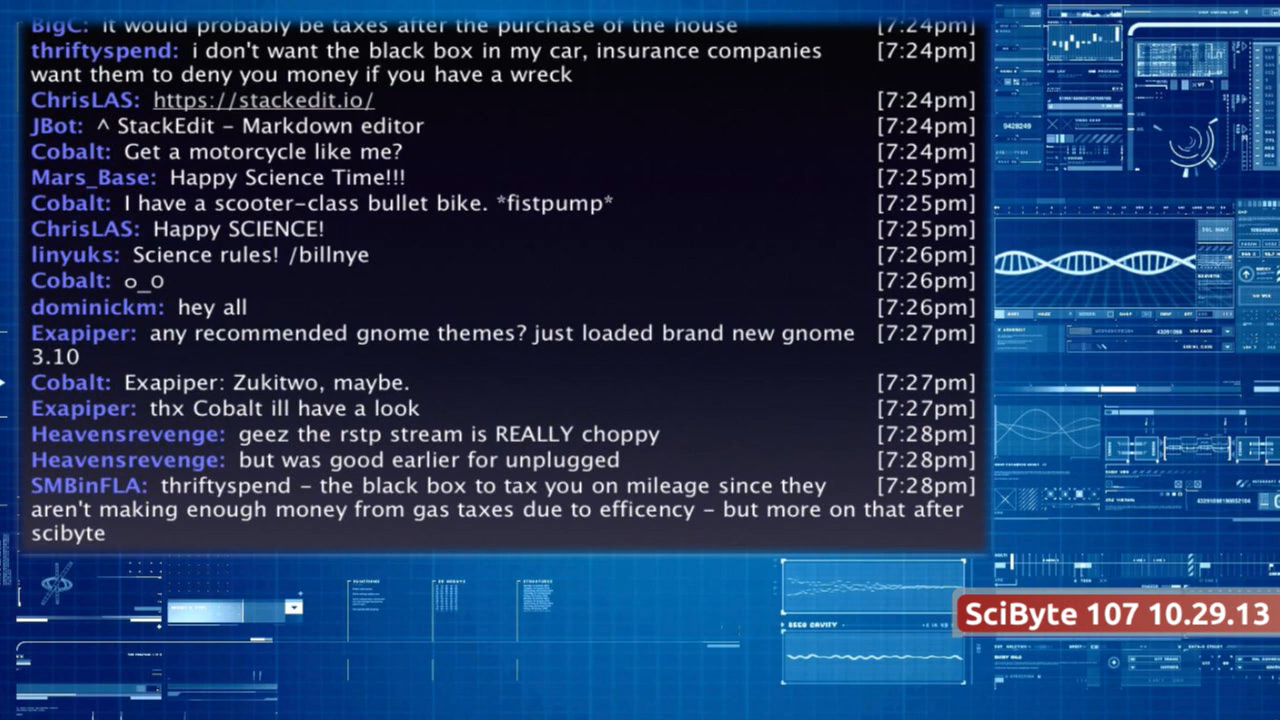 BigC: it would probably be taxes after the purchase of the house [7:24pm]
thriftyspend: i don't want the black box in my car, insurance companies [7:24pm]
want them to deny you money if you have a wreck
ChrisLAS: https://stackedit.io/ [7:24pm]
JBot: ^ StackEdit – Markdown editor [7:24pm]
Cobalt: Get a motorcycle like me? [7:24pm]
Mars_Base: Happy Science Time!!! [7:25pm]
Cobalt: I have a scooter-class bullet bike. *fistpump* [7:25pm]
ChrisLAS: Happy SCIENCE! [7:25pm]
linyuks: Science rules! /billnye [7:26pm]
Cobalt: o_O [7:26pm]
dominickm: hey all [7:26pm]
Exapiper: any recommended gnome themes? just loaded brand new gnome [7:27pm]
3.10
Cobalt: Exapiper: Zukitwo, maybe. [7:27pm]
Exapiper: thx Cobalt ill have a look [7:27pm]
Heavensrevenge: geez the rstp stream is REALLY choppy [7:28pm]
Heavensrevenge: but was good earlier for unplugged [7:28pm]
SMBinFLA: thriftyspend – the black box to tax you on mileage since they [7:28pm]
aren't making enough money from gas taxes due to efficency – but more on that after
scibyte
9428249
SciByte 107 10.29.13